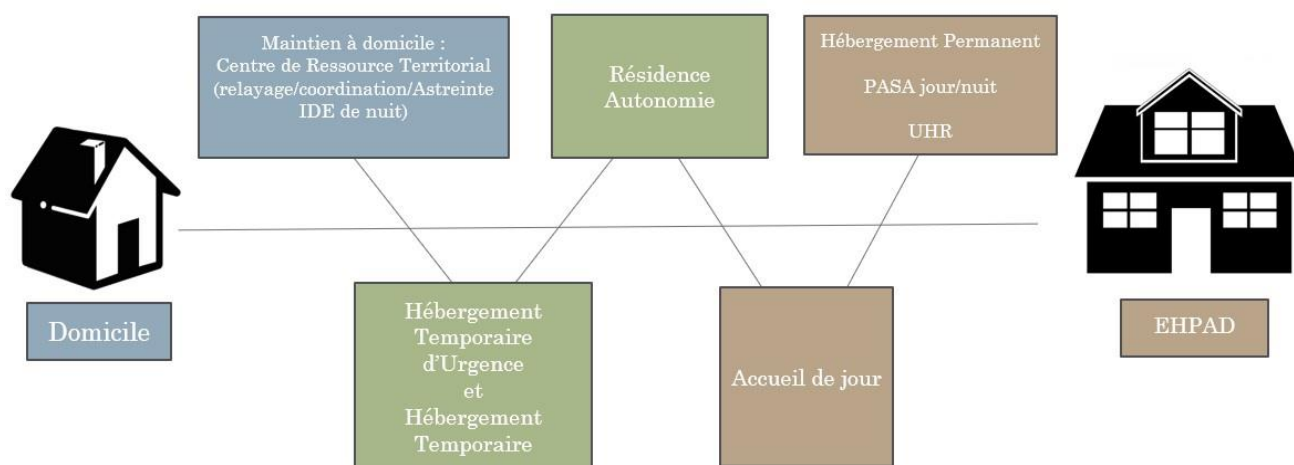 Maintien à domicile :
Centre de Ressource Territorial
(relayage/coordination/Astreinte
IDE de nuit)
Résidence
Autonomie
Hébergement Permanent
PASA jour/nuit
UHR
Domicile
Hébergement
Temporaire
d'Urgence
et
Hébergement
Temporaire
Accueil de jour
EHPAD